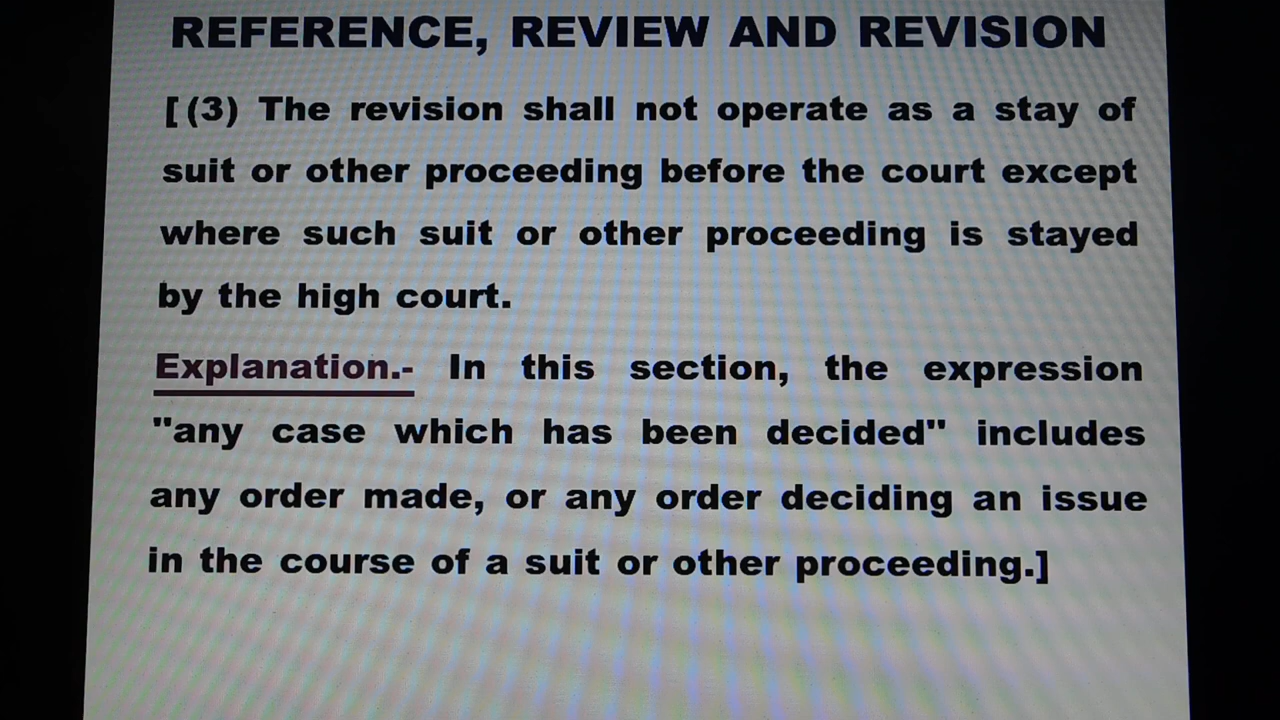 REFERENCE, REVIEW AND REVISION
[(3) The revision shall not operate as a stay of
suit or other proceeding before the court except
where such suit or other proceeding is stayed
by the high court.
Explanation.- In this section, the expression
"any case which has been decided" includes
any order made, or any order deciding an issue
in the course of a suit or other proceeding.]